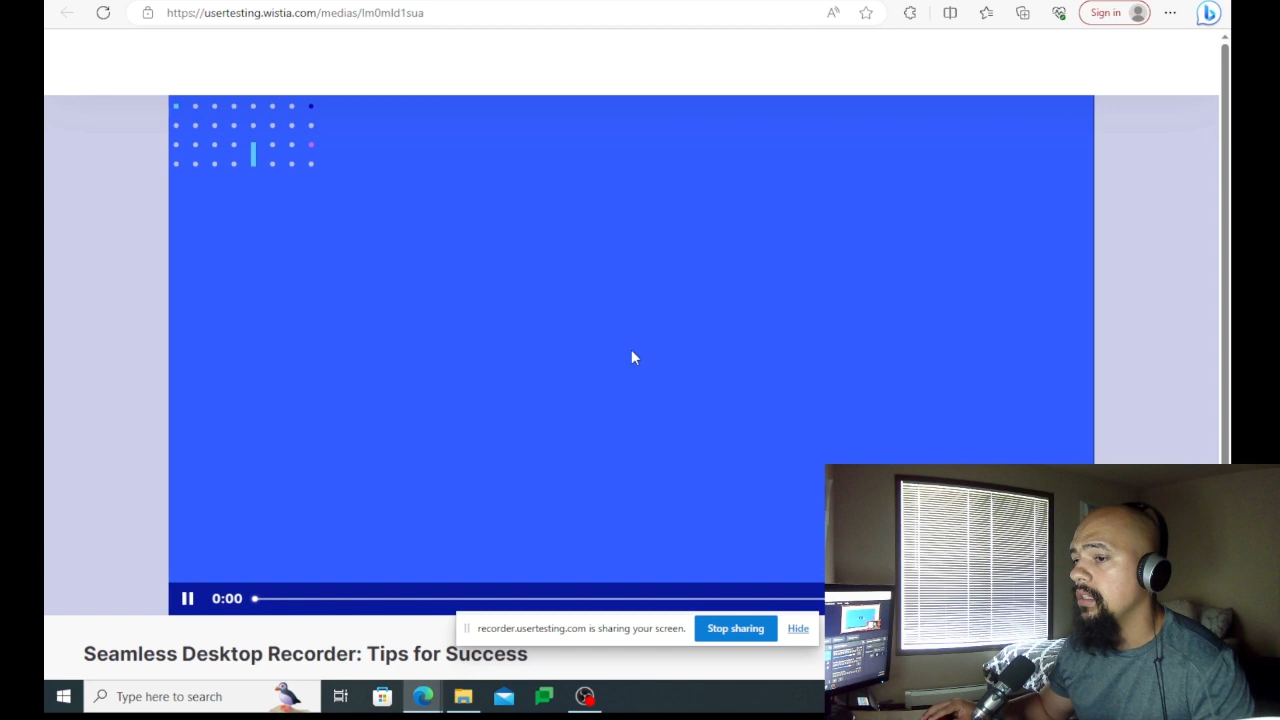 https://usertesting.wistia.com/medias/lm0mld1sua
Sign in
0:00
recorder.usertesting.com is sharing your screen.
Stop sharing
Hide
Seamless Desktop Recorder: Tips for Success
Type here to search